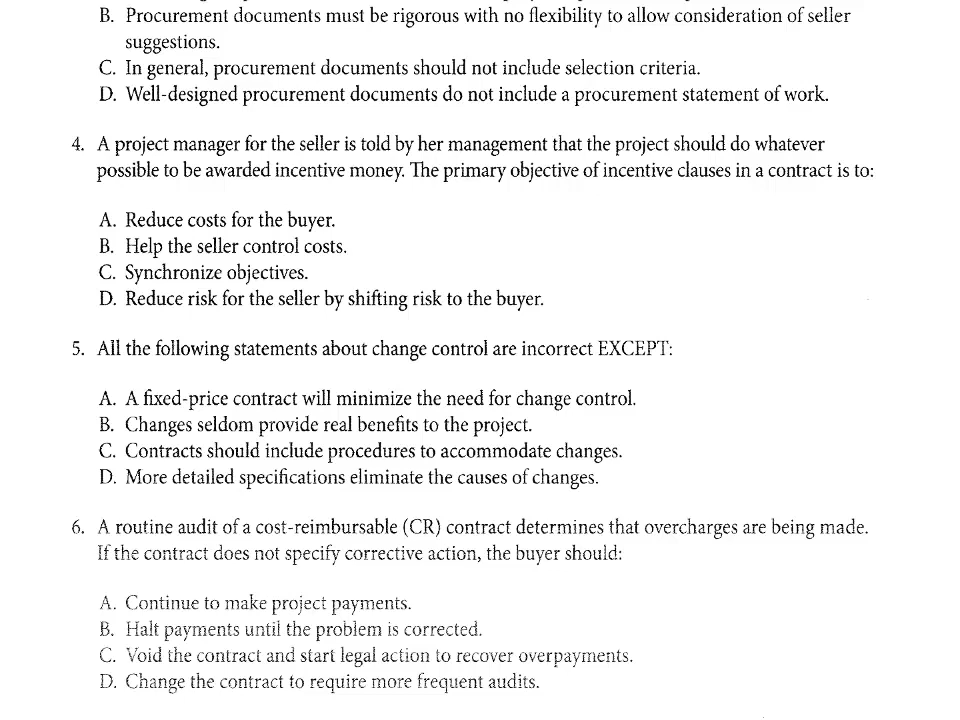 B. Procurement documents must be rigorous with no flexibility to allow consideration of seller
suggestions.
C. In general, procurement documents should not include selection criteria.
D. Well-designed procurement documents do not include a procurement statement of work.
4. A project manager for the seller is told by her management that the project should do whatever
possible to be awarded incentive money. The primary objective of incentive clauses in a contract is to:
A. Reduce costs for the buyer.
B. Help the seller control costs.
C. Synchronize objectives.
D. Reduce risk for the seller by shifting risk to the buyer.
5. All the following statements about change control are incorrect EXCEPT:
A. A fixed-price contract will minimize the need for change control.
B. Changes seldom provide real benefits to the project.
C. Contracts should include procedures to accommodate changes.
D. More detailed specifications eliminate the causes of changes.
6. A routine audit of a cost-reimbursable (CR) contract determines that overcharges are being made.
If the contract does not specify corrective action, the buyer should:
A. Continue to make project payments.
B. Halt payments until the problem is corrected.
C. Void the contract and start legal action to recover overpayments.
D. Change the contract to require more frequent audits.